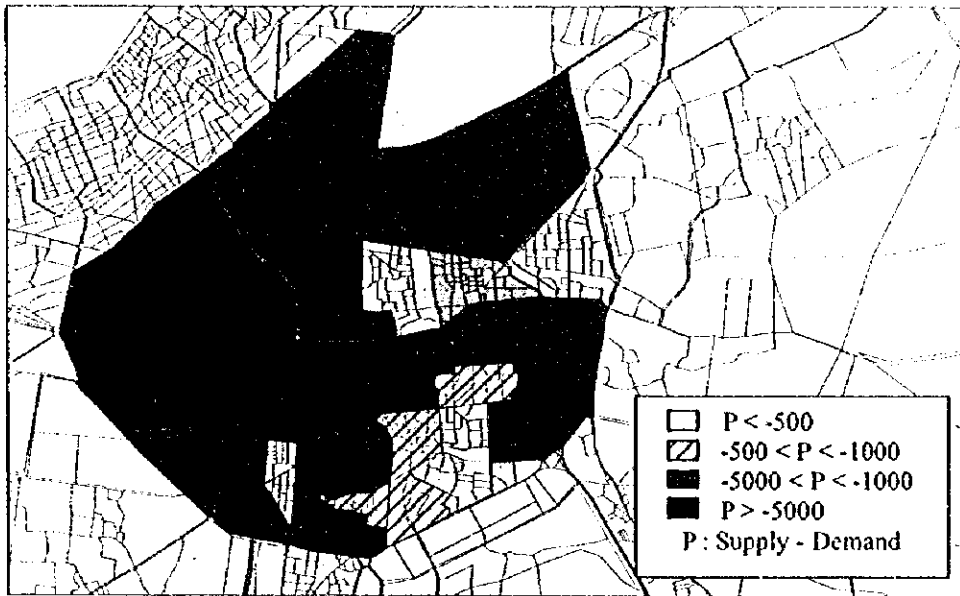 P < -500
-500 < P < -1000
-5000 < P < -1000
P > -5000
P : Supply - Demand